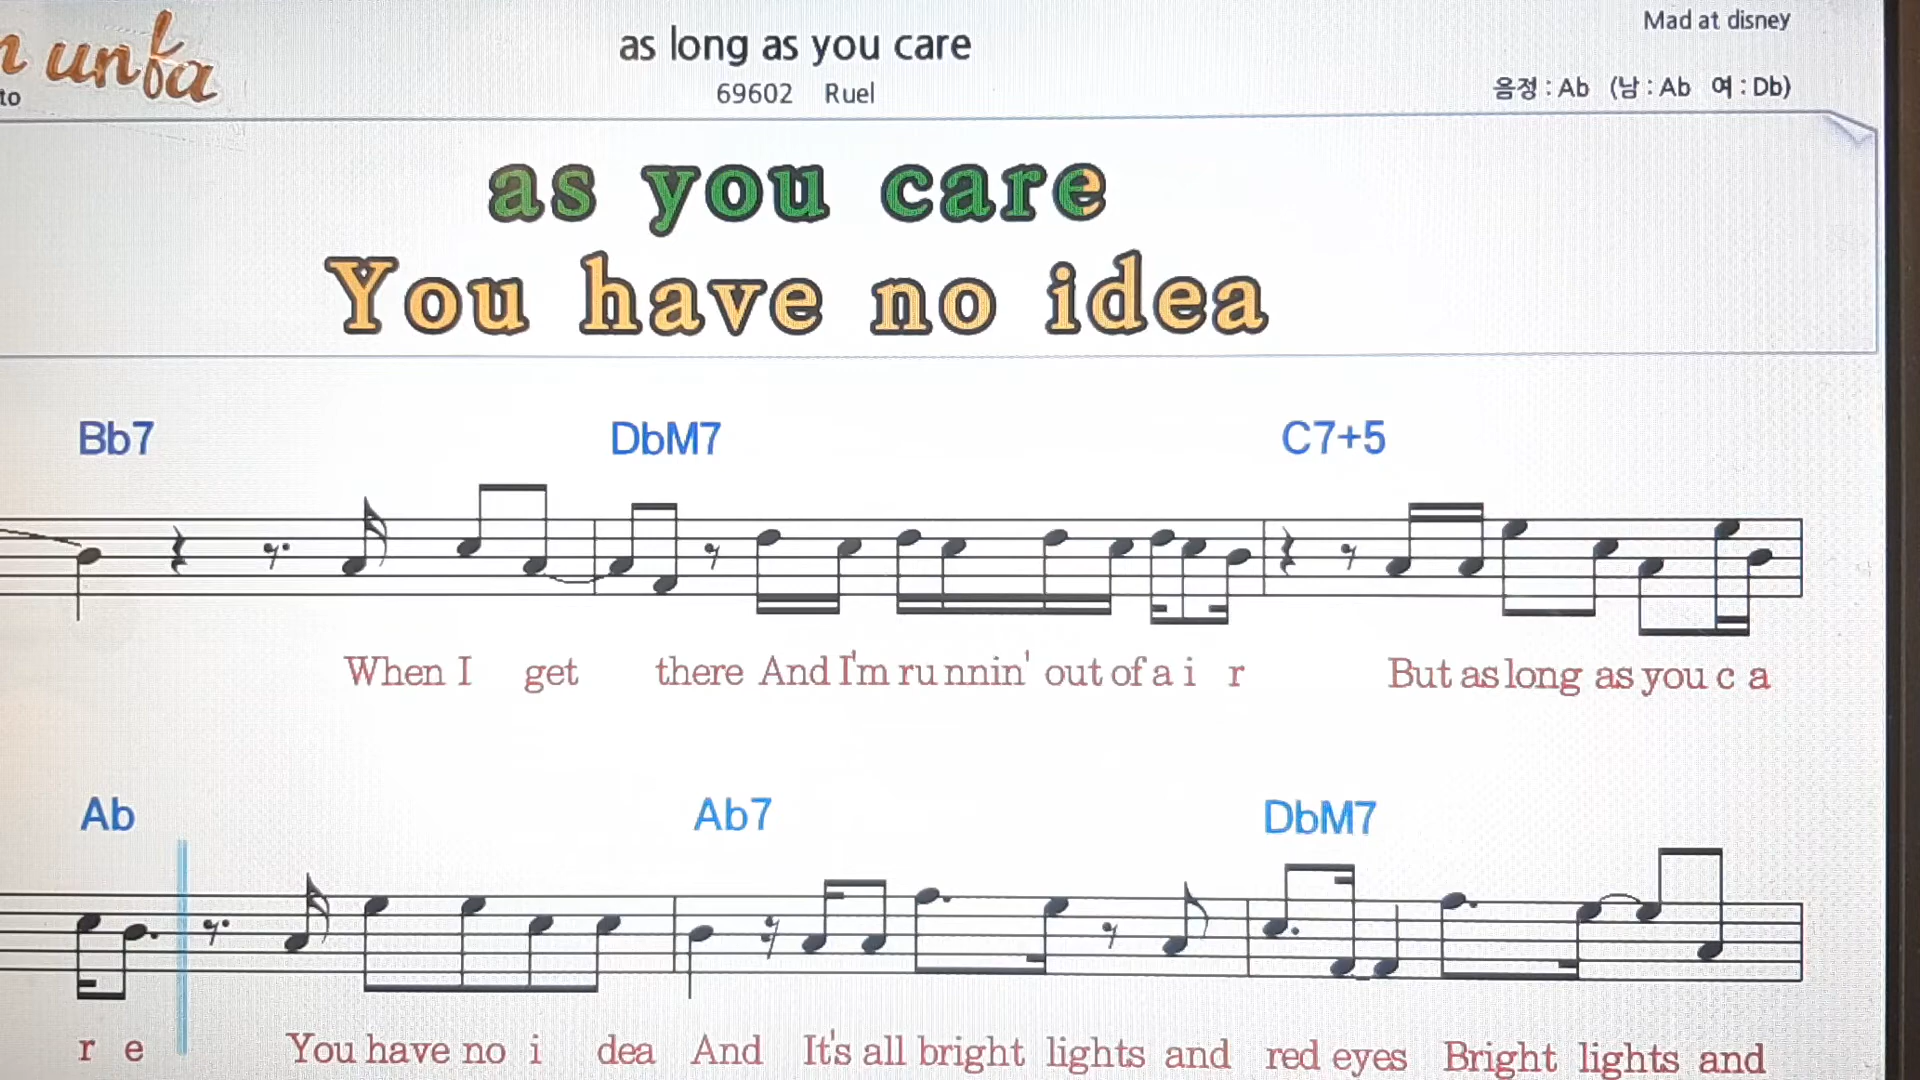 Mad at disney
as long as you care
unfa
to
69602 Ruel
음정 : Ab (남 : Ab 여 : Db)
as you care
You have no idea
Bb7 DbM7 C7+5
When I get there And I'm ru nnin' out of a i r But as long as you c a
Ab Ab7 DbM7
r e You have no i dea And It's all bright lights and red eyes Bright lights and